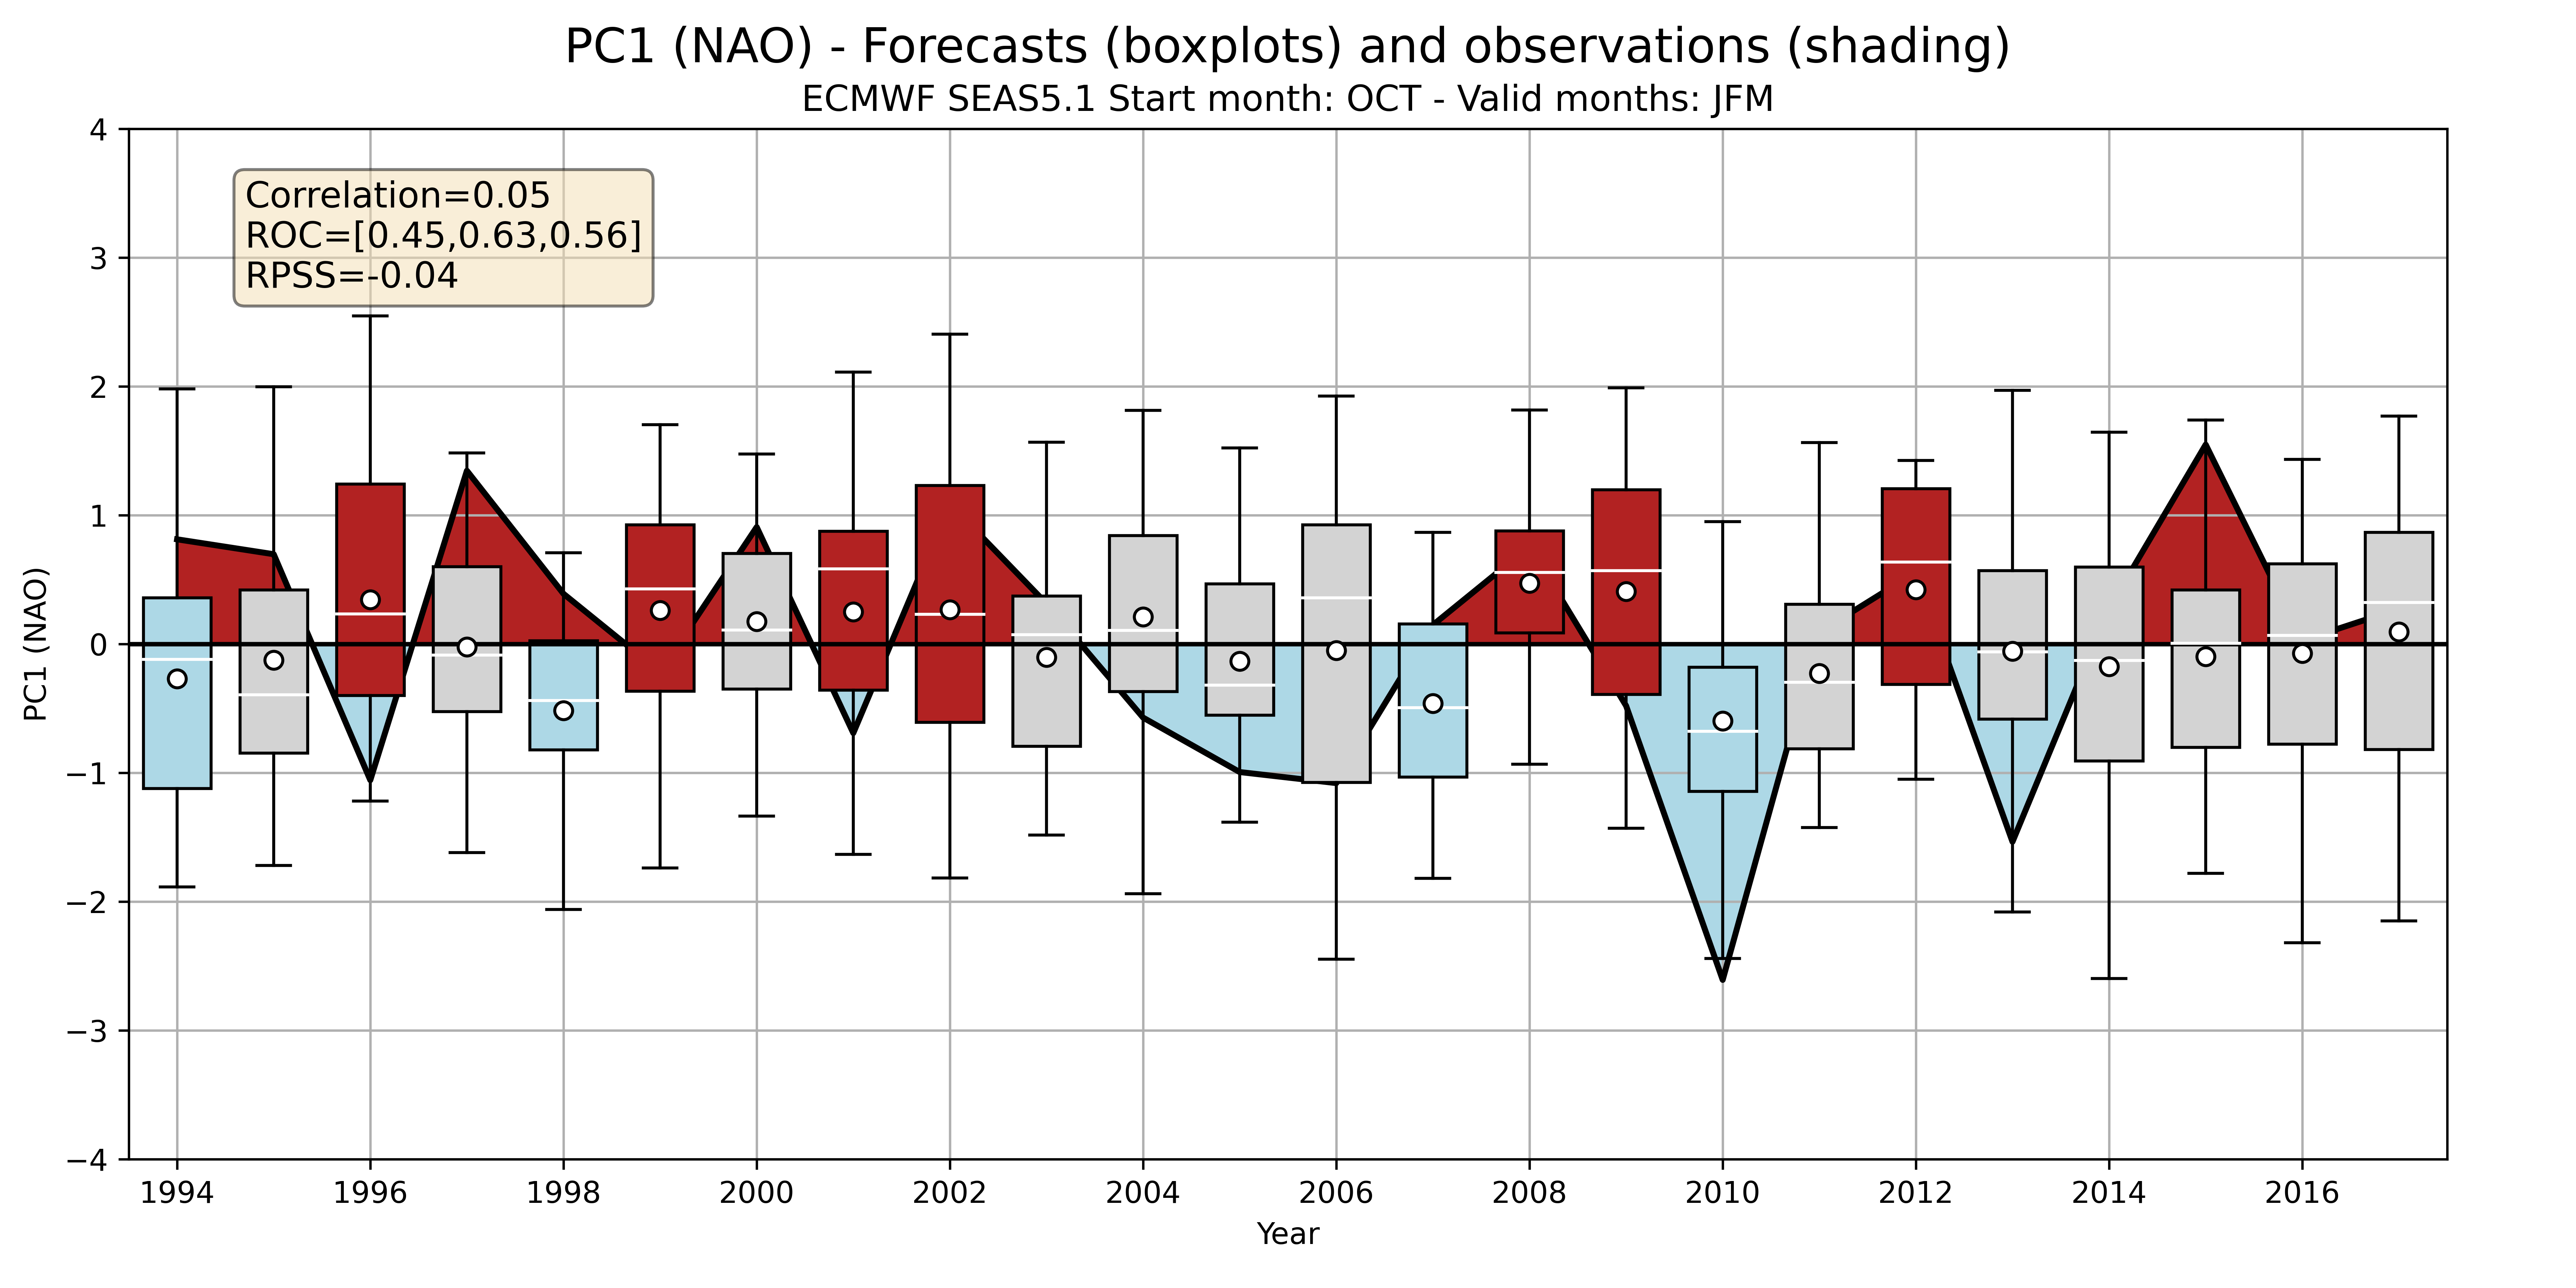 PC1 (NAO) - Forecasts (boxplots) and observations (shading)
ECMWF SEAS5.1 Start month: OCT - Valid months: JFM
Correlation=0.05
ROC=[0.45,0.63,0.56]
RPSS=-0.04
PC1 (NAO)
4
3
2
1
0
−1
−2
−3
−4
1994 1996 1998 2000 2002 2004 2006 2008 2010 2012 2014 2016
Year